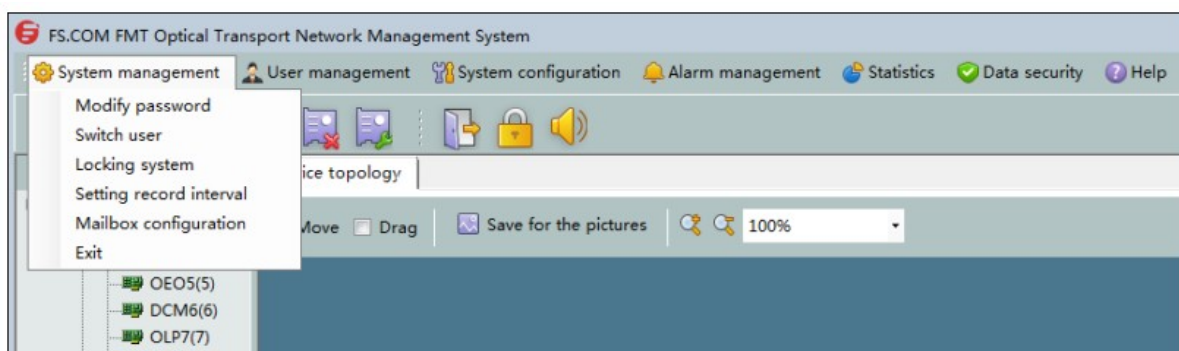 FS.COM FMT Optical Transport Network Management System
System management User management System configuration Alarm management Statistics Data security Help
Modify password
Switch user
Locking system
ice topology
Setting record interval
Mailbox configuration
Move Drag Save for the pictures 100%
Exit
OEO5(5)
DCM6(6)
OLP7(7)